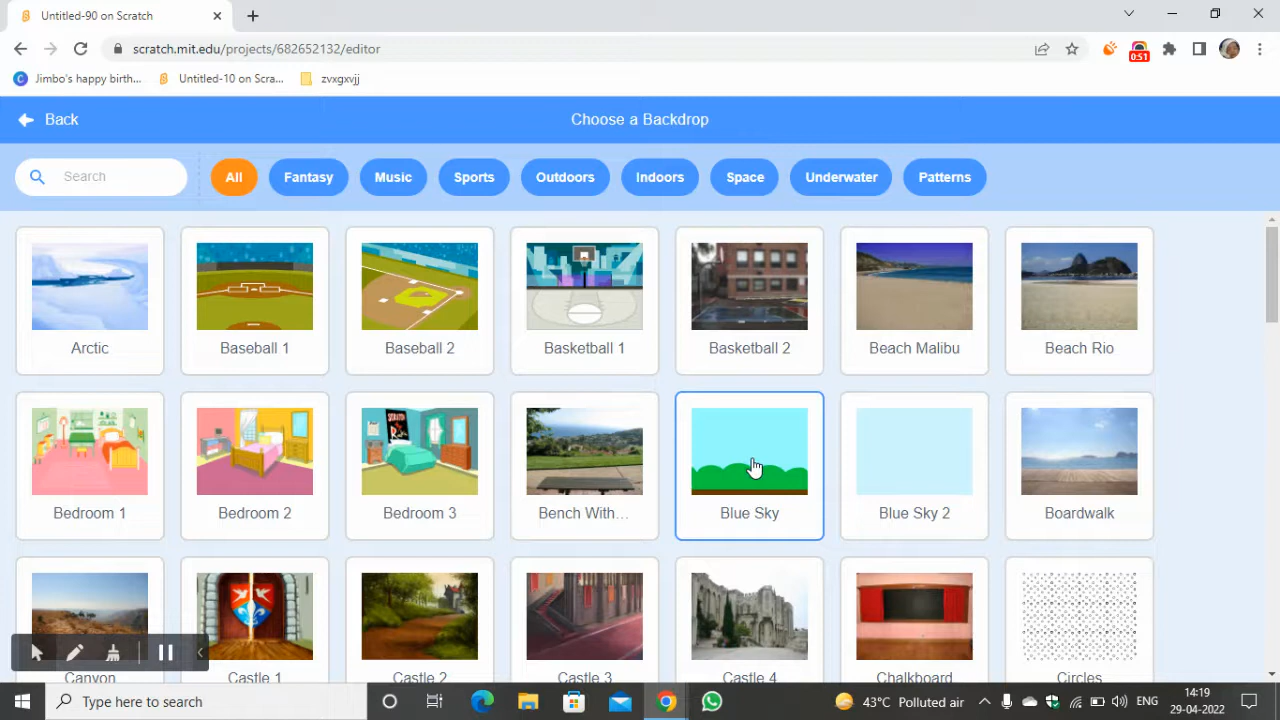 Untitled-90 on Scratch
scratch.mit.edu/projects/682652132/editor
0:51
Jimbo's happy birth...
Untitled-10 on Scra...
zvxgxvjj
Back
Choose a Backdrop
Search
All
Fantasy
Music
Sports
Outdoors
Indoors
Space
Underwater
Patterns
Arctic
Baseball 1
Baseball 2
Basketball 1
Basketball 2
Beach Malibu
Beach Rio
Bedroom 1
Bedroom 2
Bedroom 3
Bench With...
Blue Sky
Blue Sky 2
Boardwalk
Canyon
Castle 1
Castle 2
Castle 3
Castle 4
Chalkboard
Circles
Type here to search
43°C Polluted air
ENG
14:19
29-04-2022